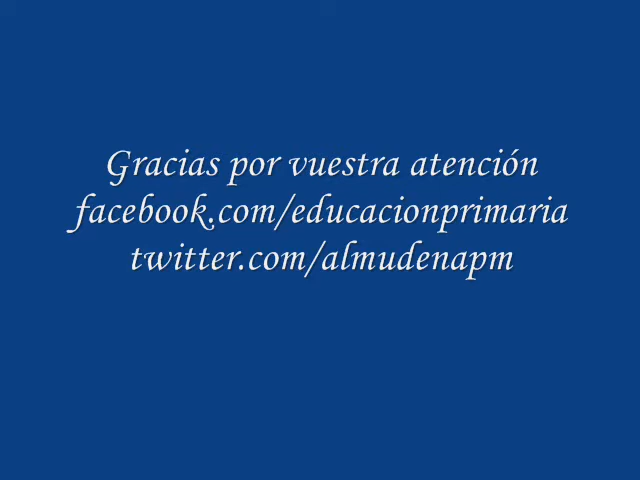 Gracias por vuestra atención
facebook.com/educacionprimaria
twitter.com/almudenapm